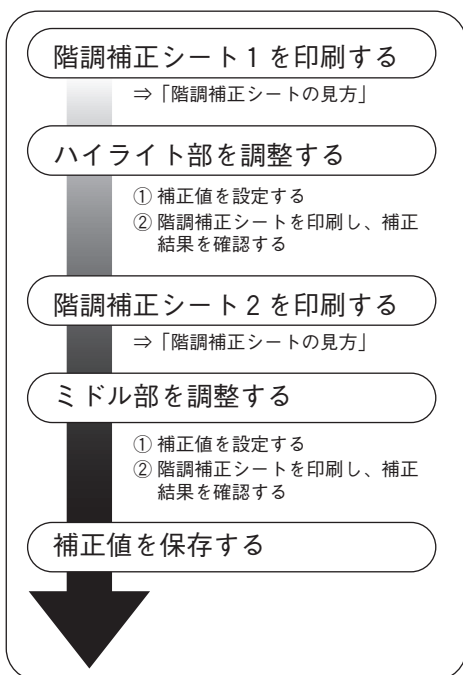 階調補正シート1を印刷する
⇒「階調補正シートの見方」
ハイライト部を調整する
① 補正値を設定する
② 階調補正シートを印刷し、補正
結果を確認する
階調補正シート2を印刷する
⇒「階調補正シートの見方」
ミドル部を調整する
① 補正値を設定する
② 階調補正シートを印刷し、補正
結果を確認する
補正値を保存する